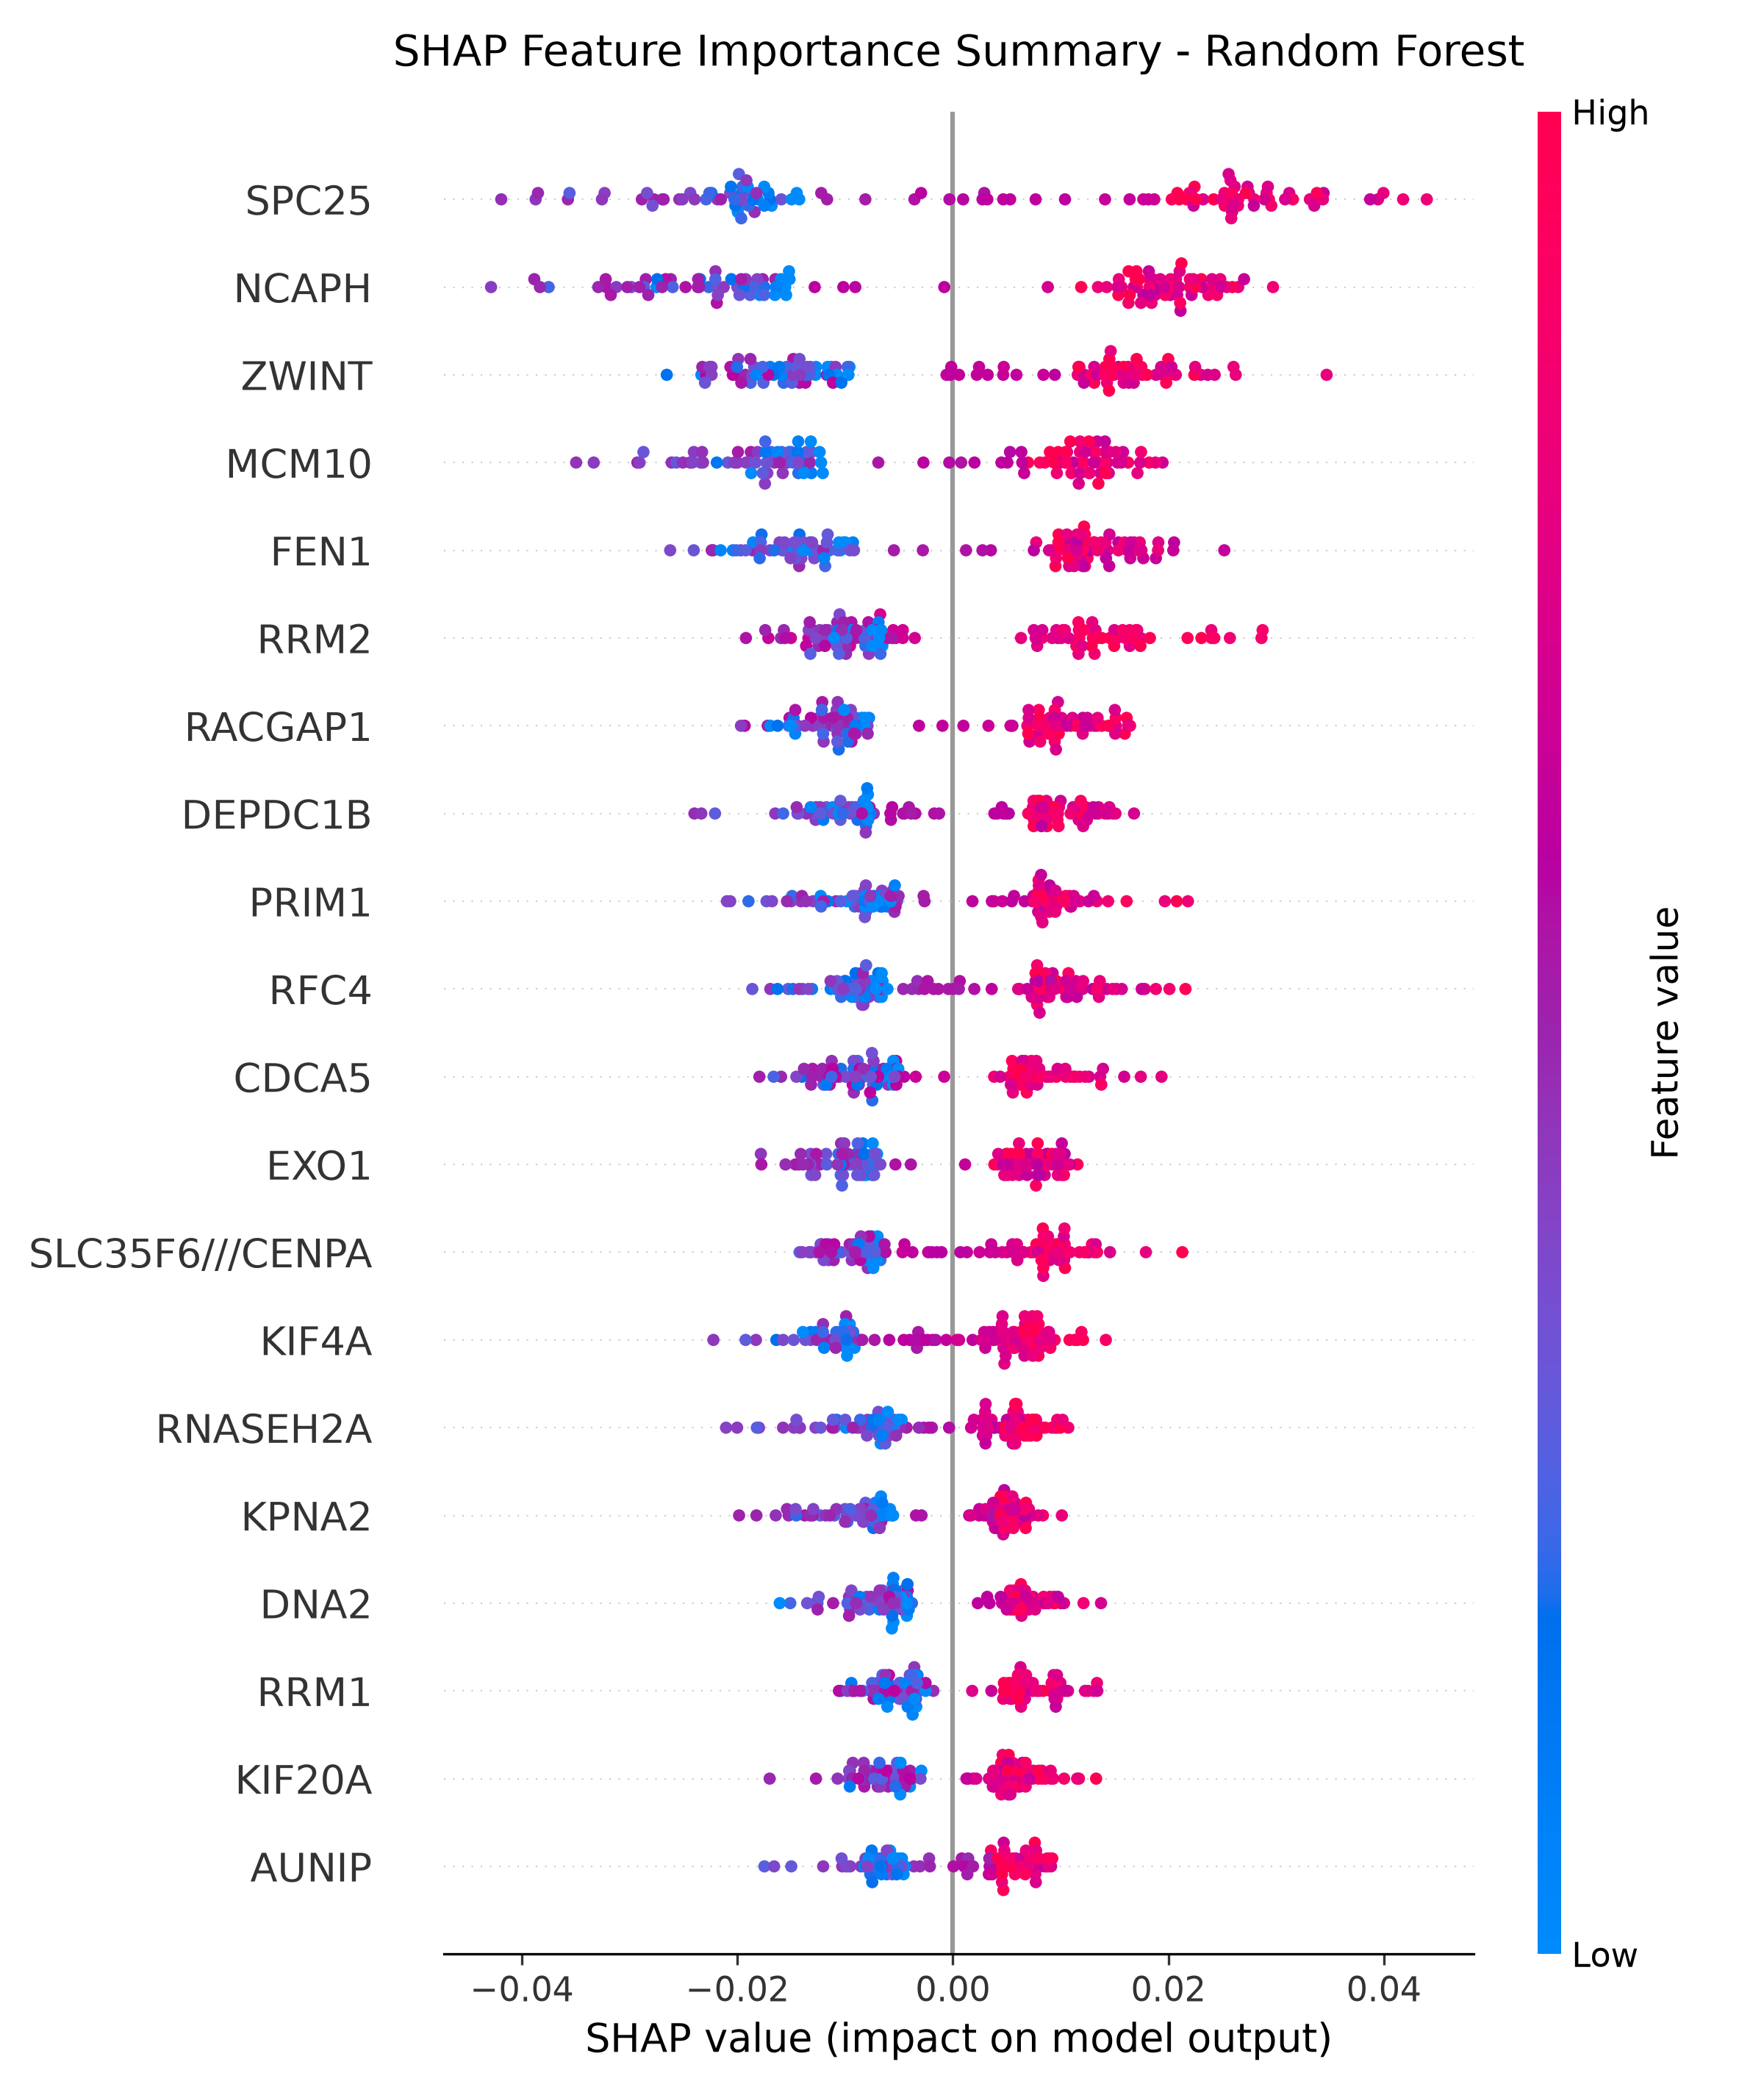 SHAP Feature Importance Summary - Random Forest
High
SPC25
NCAPH
ZWINT
MCM10
FEN1
RRM2
RACGAP1
DEPDC1B
PRIM1
RFC4
CDCA5
EXO1
SLC35F6///CENPA
KIF4A
RNASEH2A
KPNA2
DNA2
RRM1
KIF20A
AUNIP
Feature value
Low
−0.04 −0.02 0.00 0.02 0.04
SHAP value (impact on model output)